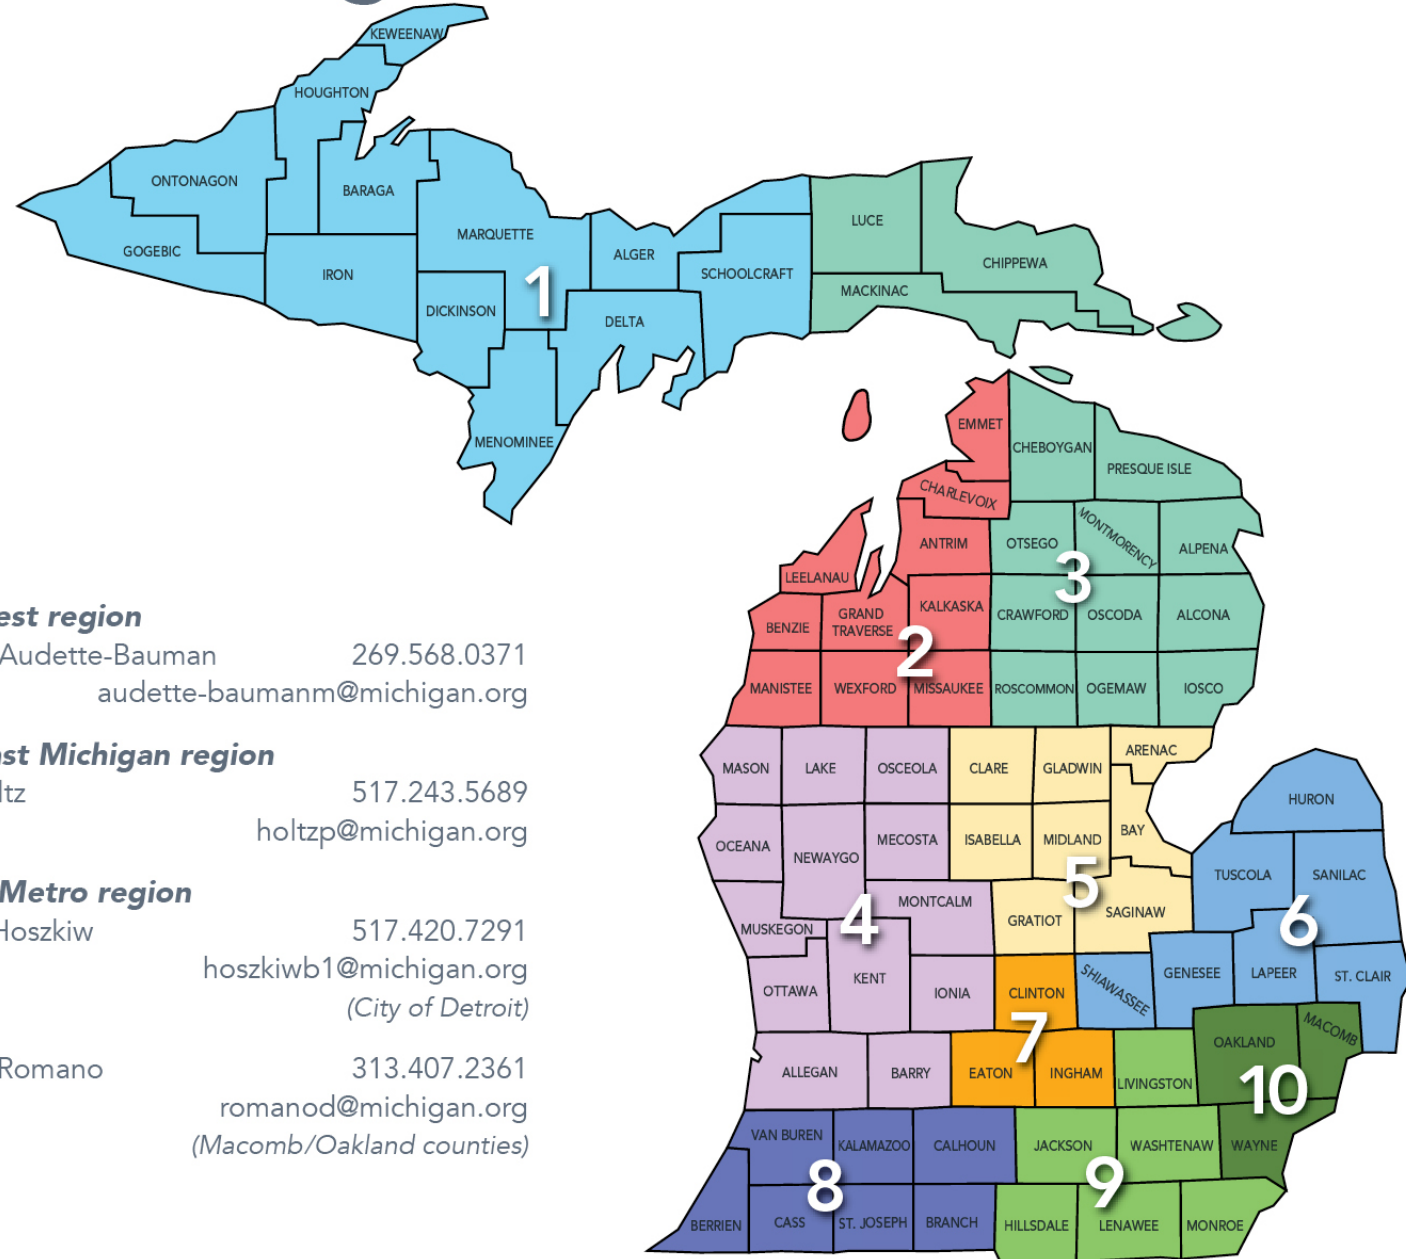 KEWEENAW
HOUGHTON
ONTONAGON
BARAGA
GOGEBIC
IRON
MARQUETTE
DICKINSON
1
ALGER
SCHOOLCRAFT
DELTA
MENOMINEE
LUCE
CHIPPEWA
MACKINAC
EMMET
CHEBOYGAN
PRESQUE ISLE
CHARLEVOIX
ANTRIM
OTSEGO
MONTMORENCY
ALPENA
3
LEELANAU
BENZIE
GRAND
TRAVERSE
KALKASKA
CRAWFORD
OSCODA
ALCONA
2
MANISTEE
WEXFORD
MISSAUKEE
ROSCOMMON
OGEMAW
IOSCO
MASON
LAKE
OSCEOLA
CLARE
GLADWIN
ARENAC
OCEANA
NEWAYGO
MECOSTA
ISABELLA
MIDLAND
BAY
5
HURON
TUSCOLA
SANILAC
MUSKEGON
4
MONTCALM
GRATIOT
SAGINAW
6
OTTAWA
KENT
IONIA
CLINTON
SHIAWASSEE
GENESEE
LAPEER
ST. CLAIR
7
ALLEGAN
BARRY
EATON
INGHAM
LIVINGSTON
OAKLAND
MACOMB
10
VAN BUREN
KALAMAZOO
CALHOUN
JACKSON
WASHTENAW
WAYNE
8
9
BERRIEN
CASS
ST. JOSEPH
BRANCH
HILLSDALE
LENAWEE
MONROE
est region
Audette-Bauman 269.568.0371
audette-baumanm@michigan.org
st Michigan region
ltz 517.243.5689
holtzp@michigan.org
Metro region
Hoszkiw 517.420.7291
hoszkiwb1@michigan.org
(City of Detroit)
Romano 313.407.2361
romanod@michigan.org
(Macomb/Oakland counties)